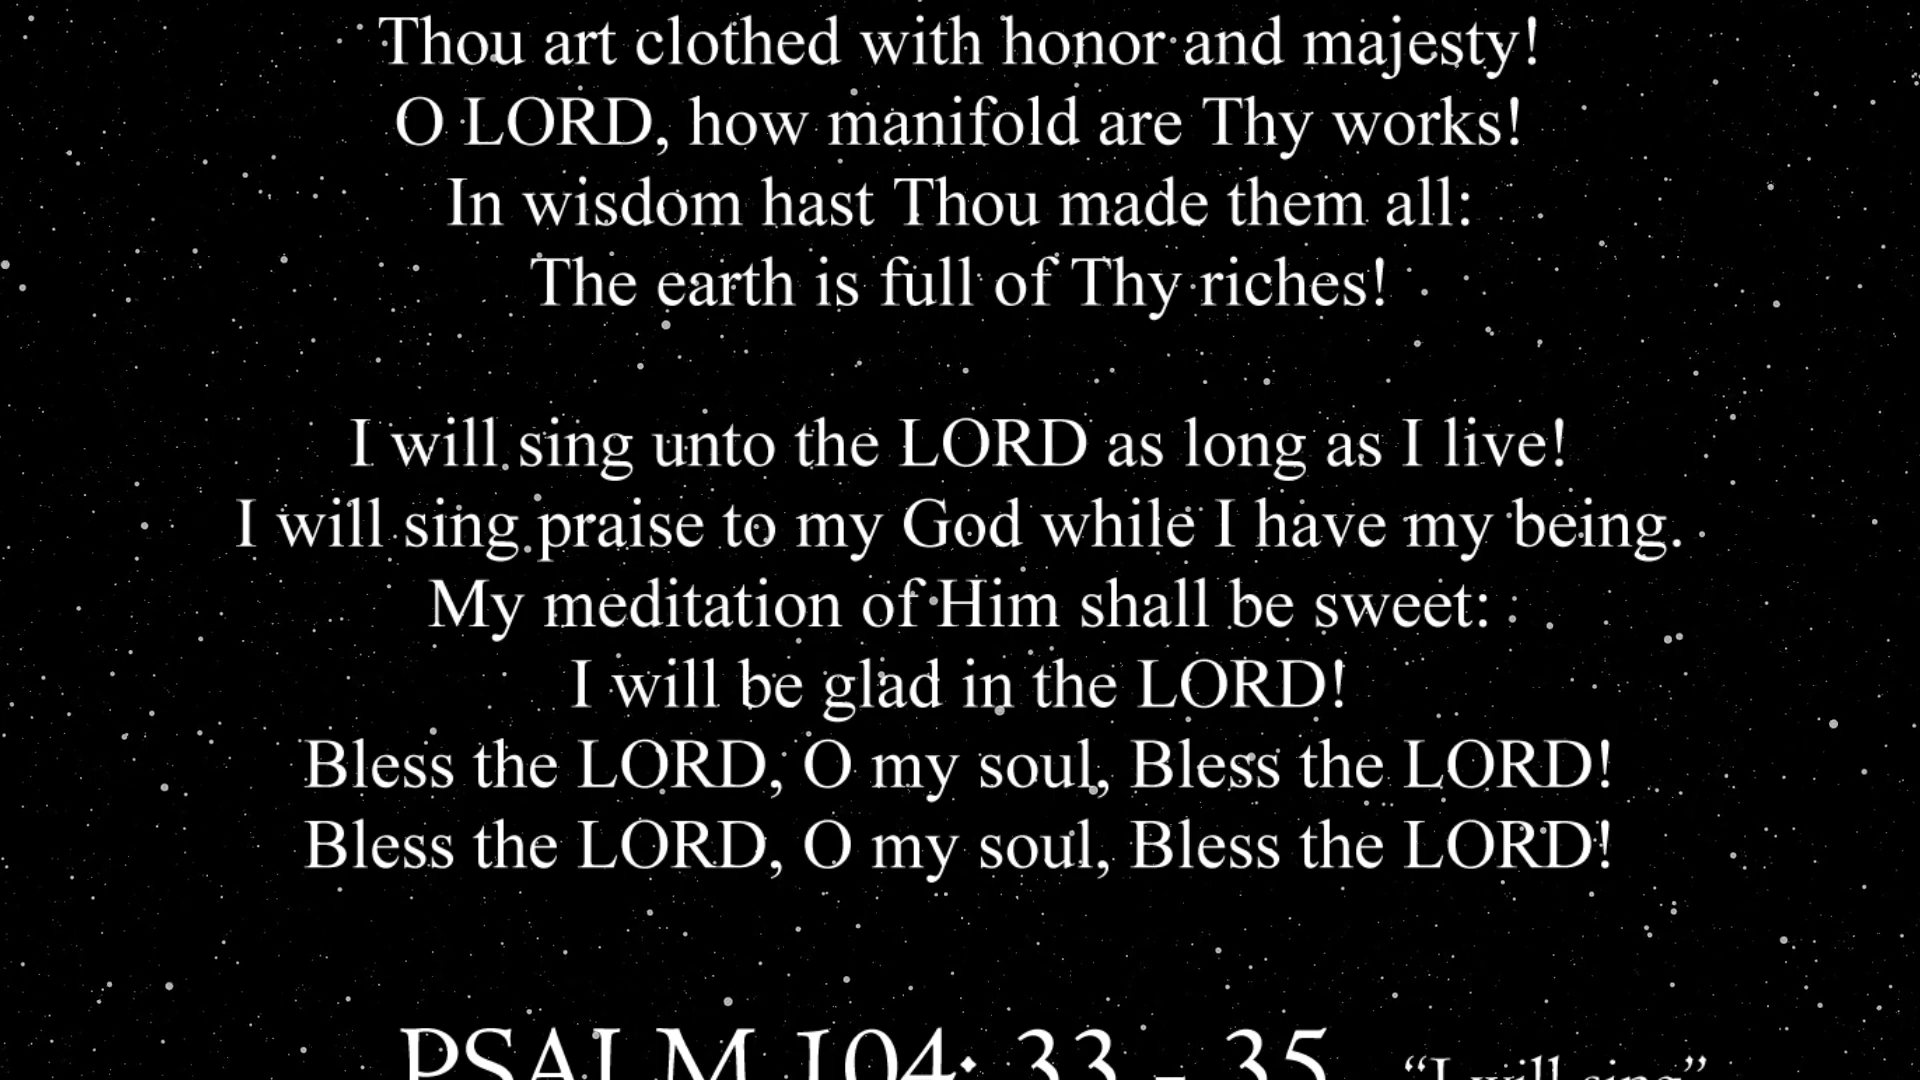 Thou art clothed with honor and majesty!
O LORD, how manifold are Thy works!
In wisdom hast Thou made them all:
The earth is full of Thy riches!
I will sing unto the LORD as long as I live!
I will sing praise to my God while I have my being.
My meditation of Him shall be sweet:
I will be glad in the LORD!
Bless the LORD, O my soul, Bless the LORD!
Bless the LORD, O my soul, Bless the LORD!
PSALM 104: 33 - 35 “I will sing”